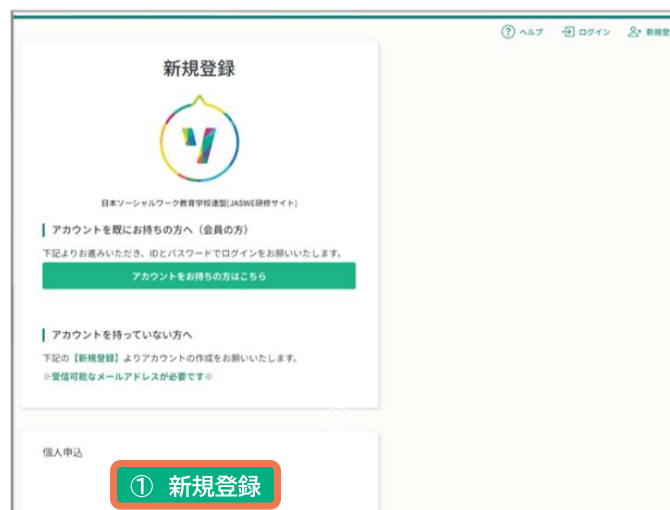 ヘルプ ログイン 新規登
新規登録
日本ソーシャルワーク教育学校連盟(JASWE研修サイト)
アカウントを既にお持ちの方へ（会員の方）
下記よりお進みいただき、IDとパスワードでログインをお願いいたします。
アカウントをお持ちの方はこちら
アカウントを持っていない方へ
下記の【新規登録】よりアカウントの作成をお願いいたします。
※受信可能なメールアドレスが必要です※
個人申込
① 新規登録